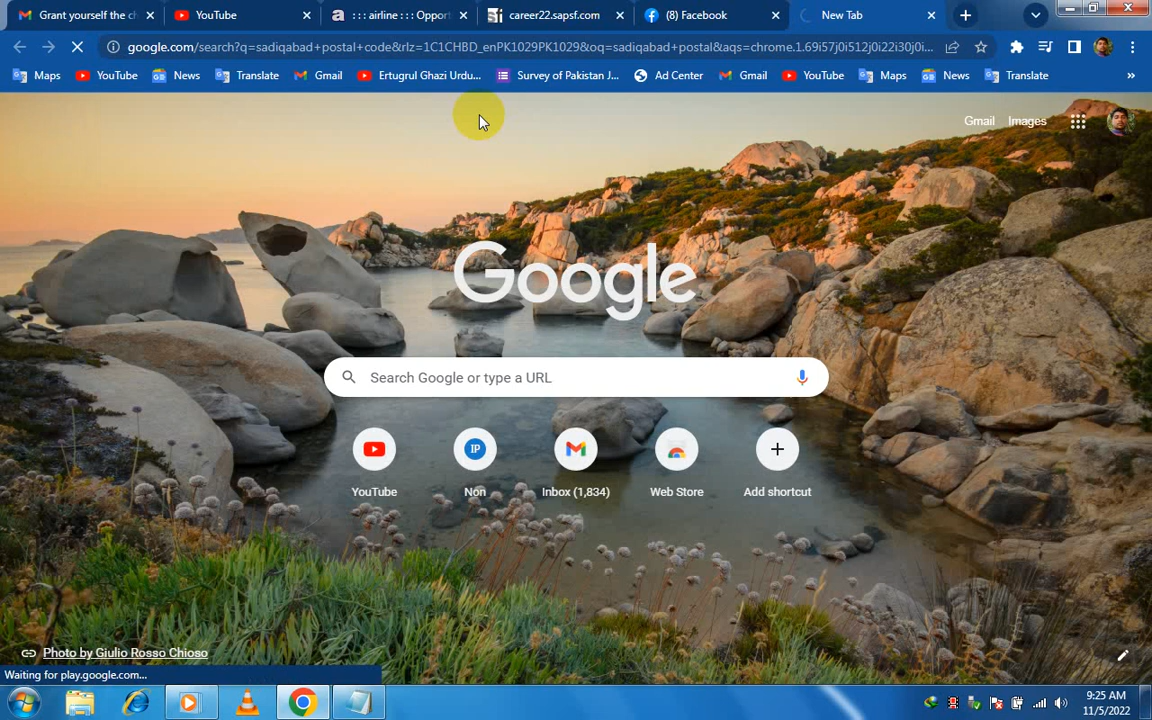 Grant yourself the ch
YouTube
: : : airline : : : Opport
career22.sapsf.com
(8) Facebook
New Tab
google.com/search?q=sadiqabad+postal+code&rlz=1C1CHBD_enPK1029PK1029&oq=sadiqabad+postal&aqs=chrome.1.69i57j0i512j0i22i30j0i...
Maps YouTube News Translate Gmail Ertugrul Ghazi Urdu... Survey of Pakistan J... Ad Center Gmail YouTube Maps News Translate »
Gmail Images
Google
Search Google or type a URL
IP
YouTube Non Inbox (1,834) Web Store Add shortcut
Photo by Giulio Rosso Chioso
Waiting for play.google.com...
9:25 AM
11/5/2022